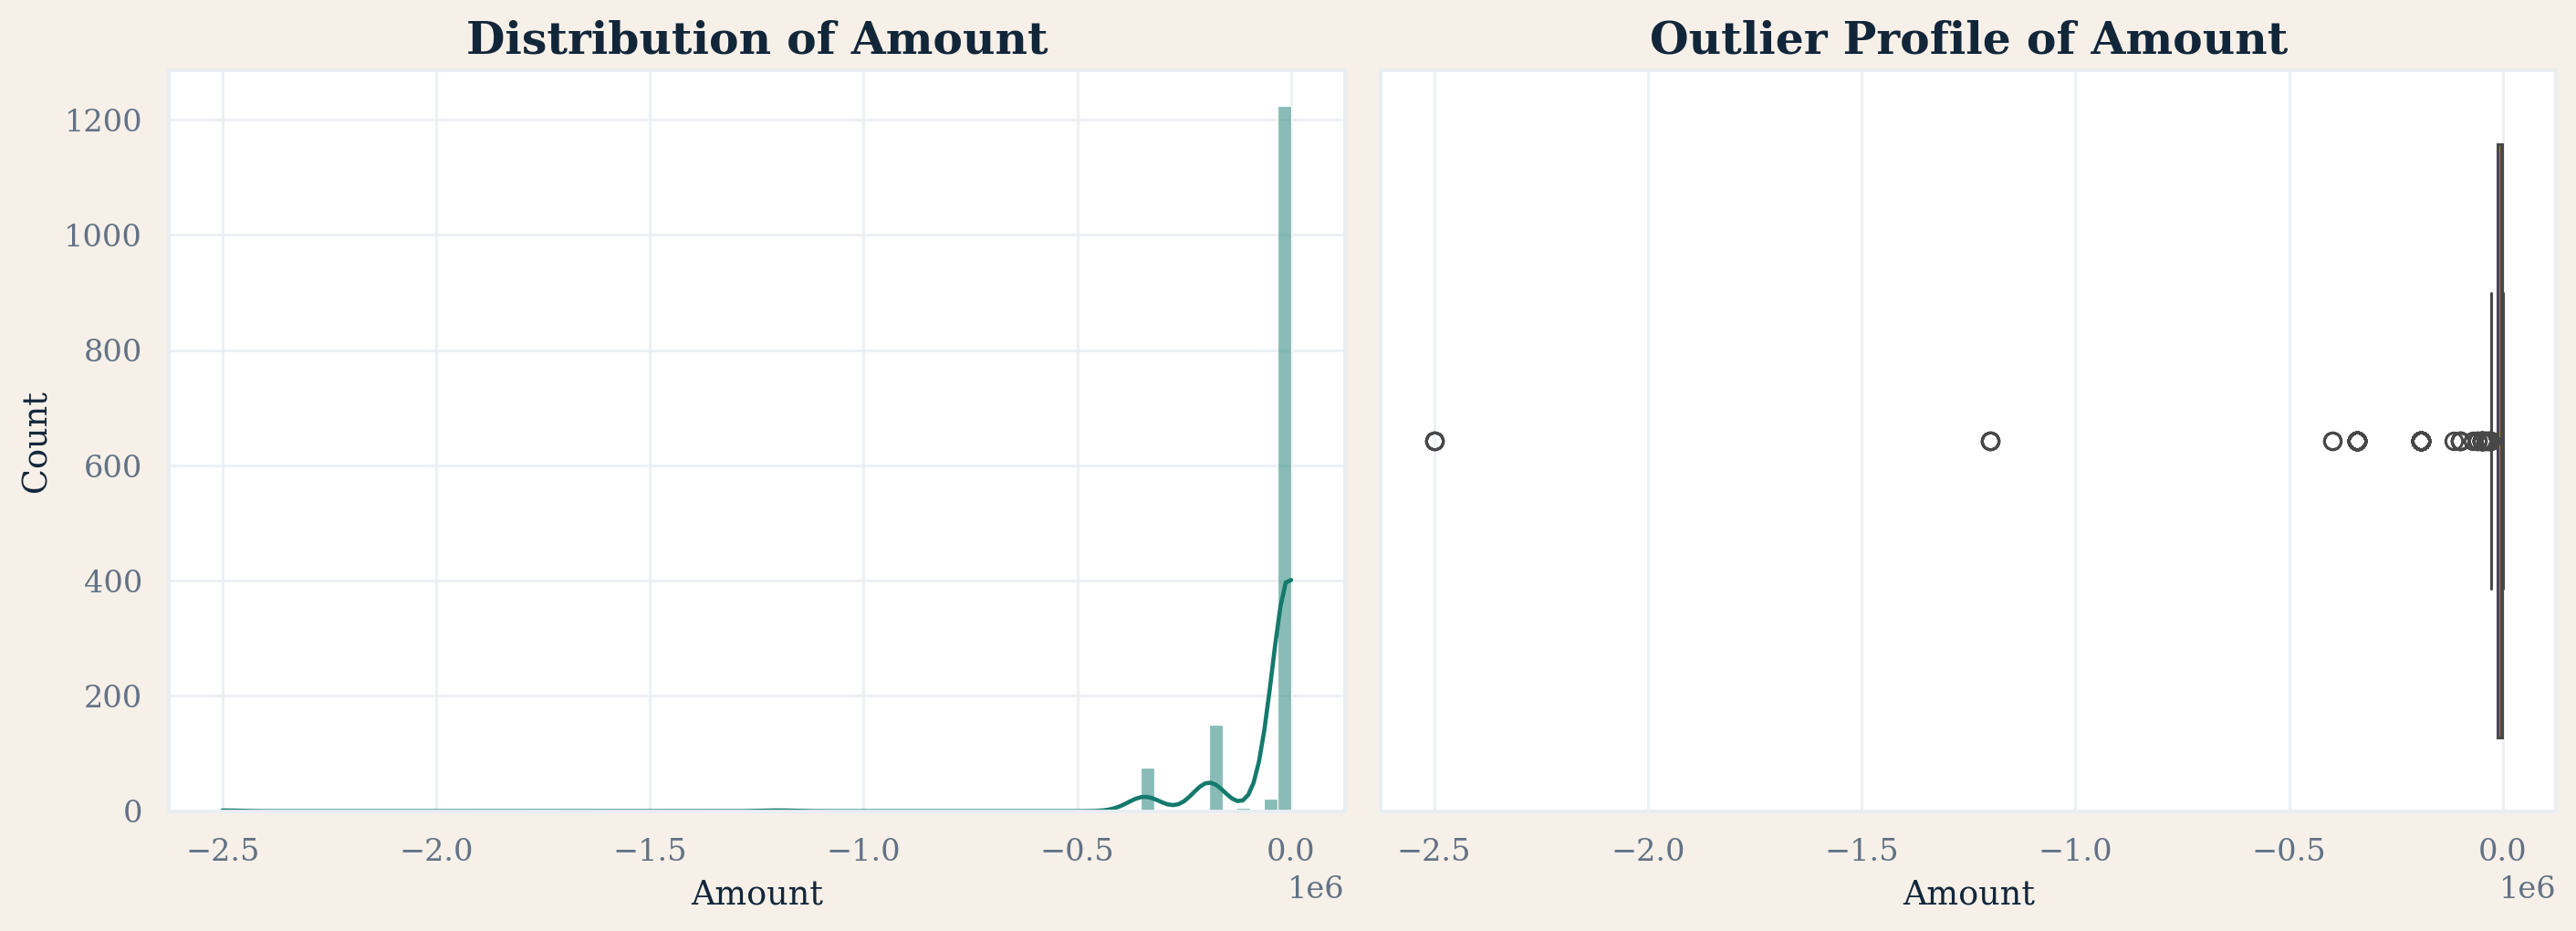 Distribution of Amount
Count
1200
1000
800
600
400
200
0
−2.5 −2.0 −1.5 −1.0 −0.5 0.0
1e6
Amount
Outlier Profile of Amount
−2.5 −2.0 −1.5 −1.0 −0.5 0.0
1e6
Amount